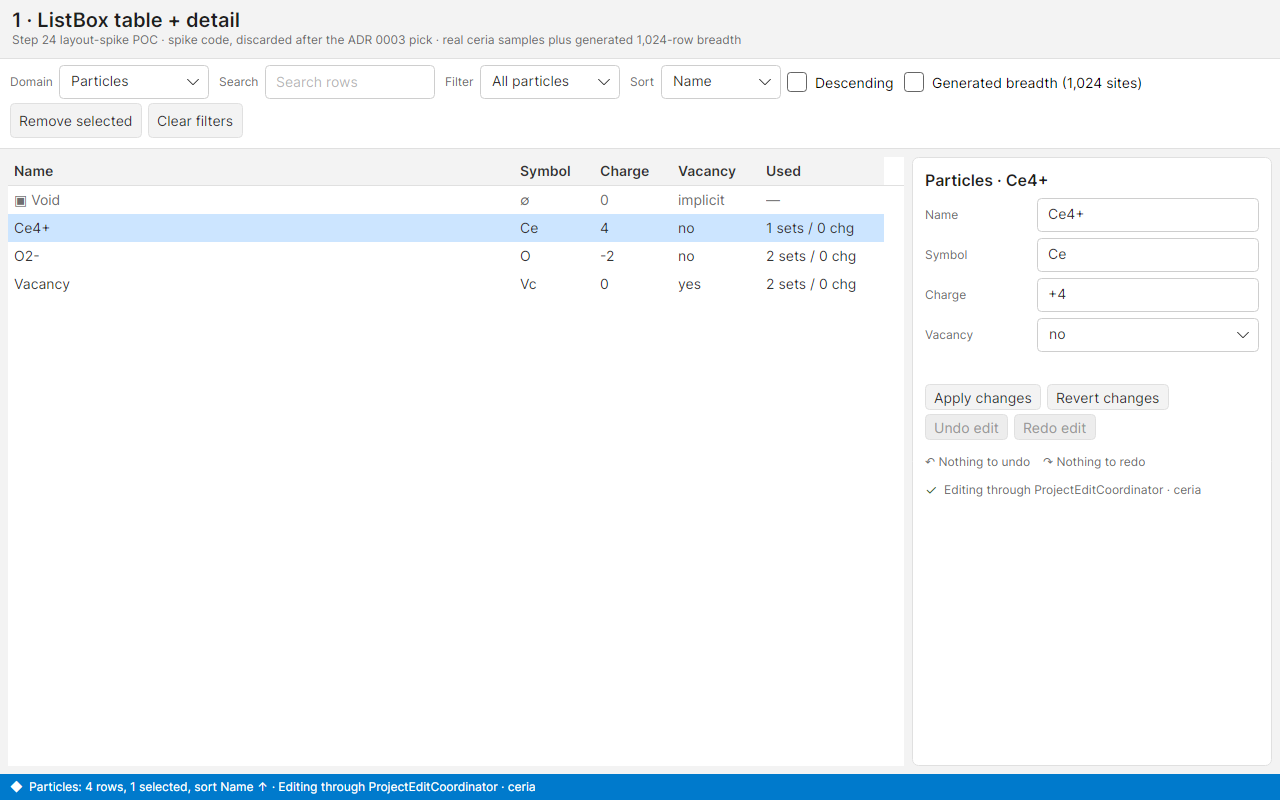 1 · ListBox table + detail
Step 24 layout-spike POC · spike code, discarded after the ADR 0003 pick · real ceria samples plus generated 1,024-row breadth
Domain Particles Search Search rows Filter All particles Sort Name Descending Generated breadth (1,024 sites)
Remove selected Clear filters
Name Symbol Charge Vacancy Used
▣ Void ∅ 0 implicit —
Ce4+ Ce 4 no 1 sets / 0 chg
O2- O -2 no 2 sets / 0 chg
Vacancy Vc 0 yes 2 sets / 0 chg
Particles · Ce4+
Name Ce4+
Symbol Ce
Charge +4
Vacancy no
Apply changes Revert changes
Undo edit Redo edit
↶ Nothing to undo ↷ Nothing to redo
✓ Editing through ProjectEditCoordinator · ceria
◆ Particles: 4 rows, 1 selected, sort Name ↑ · Editing through ProjectEditCoordinator · ceria